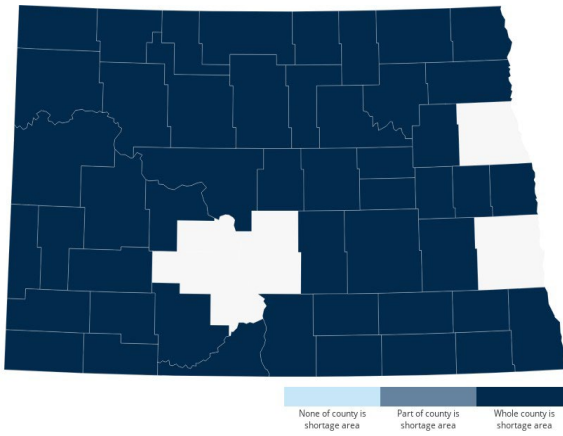 None of county is
shortage area
Part of county is
shortage area
Whole county is
shortage area